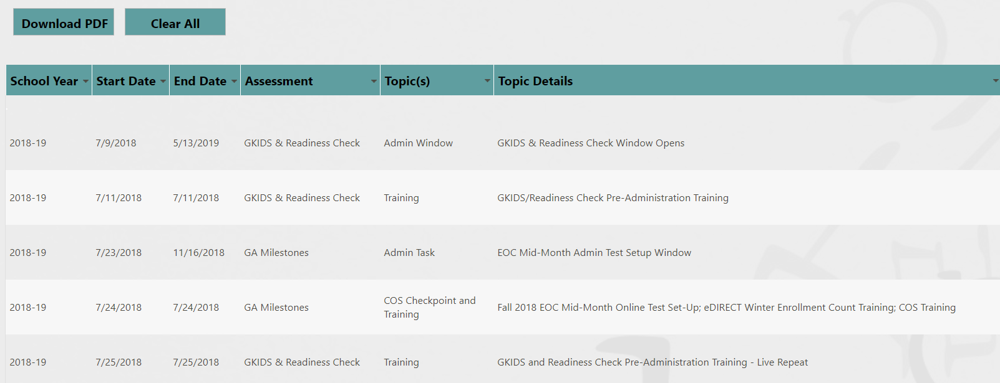 Download PDF Clear All
School Year Start Date End Date Assessment Topic(s) Topic Details
2018-19 7/9/2018 5/13/2019 GKIDS & Readiness Check Admin Window GKIDS & Readiness Check Window Opens
2018-19 7/11/2018 7/11/2018 GKIDS & Readiness Check Training GKIDS/Readiness Check Pre-Administration Training
2018-19 7/23/2018 11/16/2018 GA Milestones Admin Task EOC Mid-Month Admin Test Setup Window
2018-19 7/24/2018 7/24/2018 GA Milestones COS Checkpoint and
Training Fall 2018 EOC Mid-Month Online Test Set-Up; eDIRECT Winter Enrollment Count Training; COS Training
2018-19 7/25/2018 7/25/2018 GKIDS & Readiness Check Training GKIDS and Readiness Check Pre-Administration Training - Live Repeat